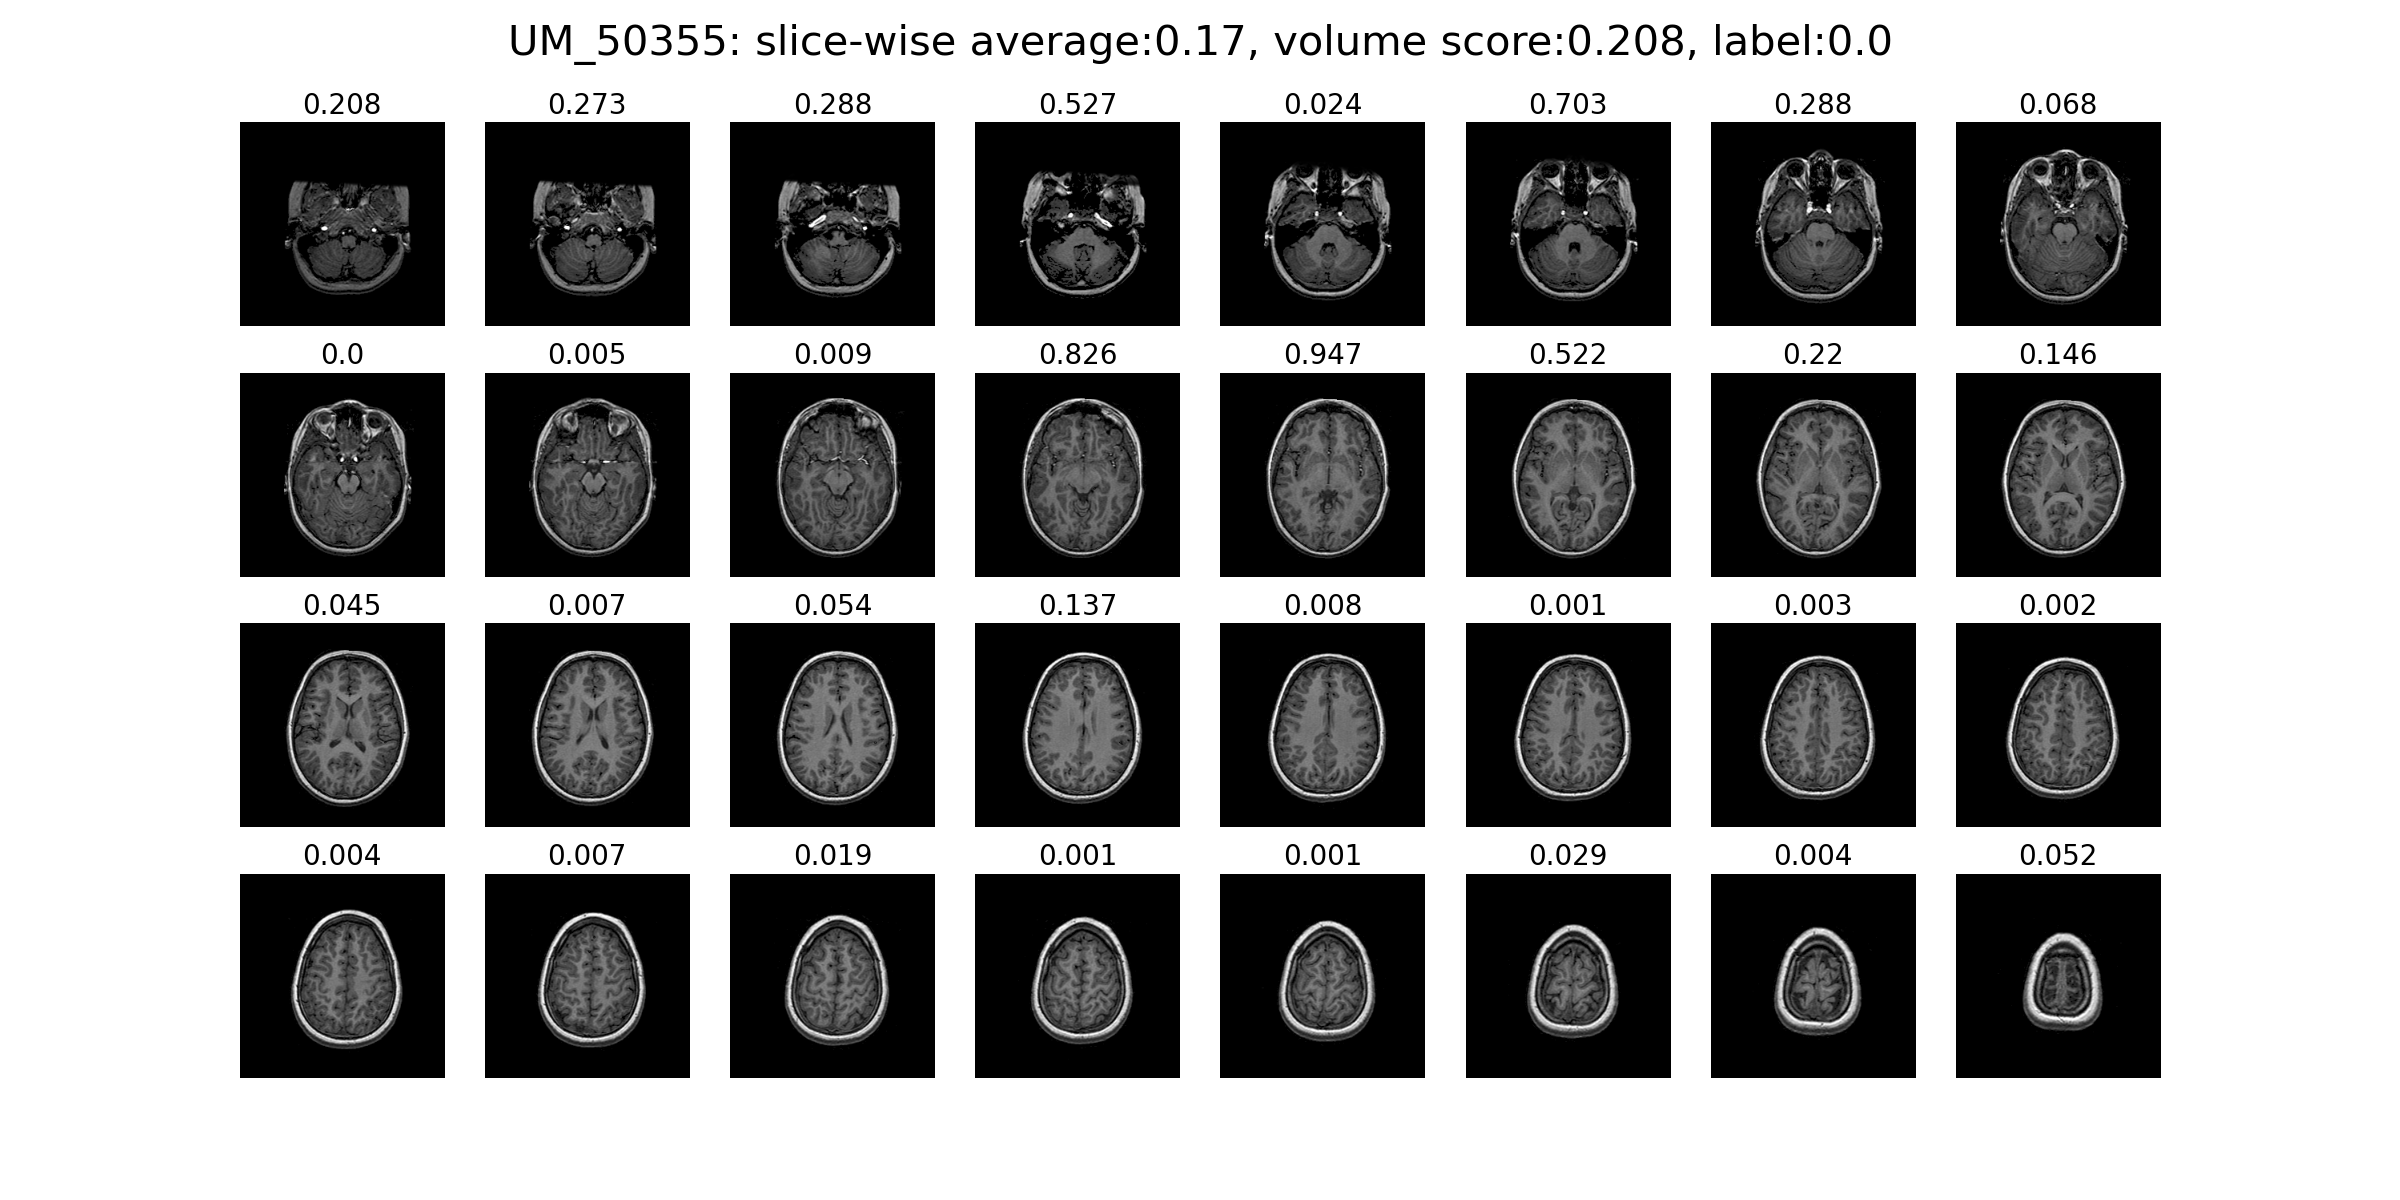 UM_50355: slice-wise average:0.17, volume score:0.208, label:0.0
0.208 0.273 0.288 0.527 0.024 0.703 0.288 0.068
0.0 0.005 0.009 0.826 0.947 0.522 0.22 0.146
0.045 0.007 0.054 0.137 0.008 0.001 0.003 0.002
0.004 0.007 0.019 0.001 0.001 0.029 0.004 0.052